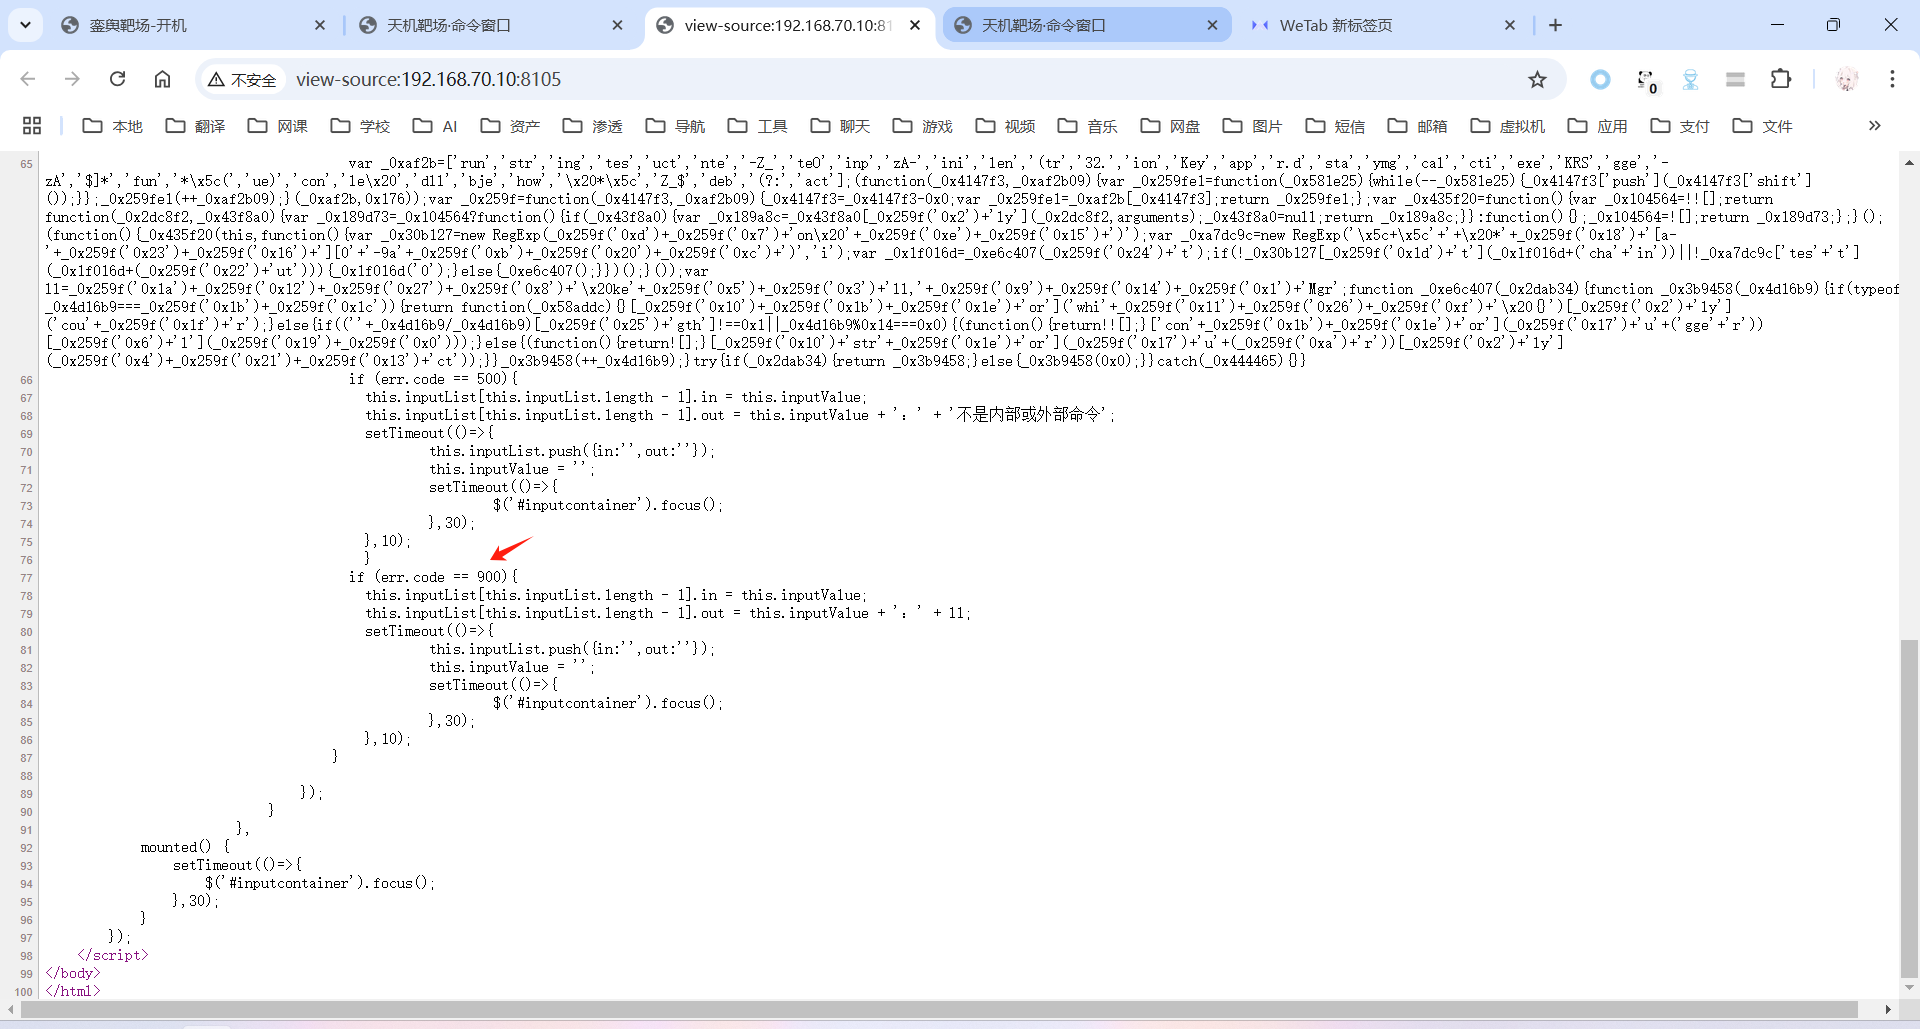 銮舆靶场-开机
天机靶场·命令窗口
view-source:192.168.70.10:81
天机靶场·命令窗口
WeTab 新标签页
不安全
view-source:192.168.70.10:8105
0
本地
翻译
网课
学校
AI
资产
渗透
导航
工具
聊天
游戏
视频
音乐
网盘
图片
短信
邮箱
虚拟机
应用
支付
文件
65 var _0xaf2b=['run','str','ing','tes','uct','nte','-Z_','teO','inp','zA-','ini','len','(tr','32.','ion','Key','app','r.d','sta','ymg','cal','cti','exe','KRS','gge','-
zA','$]*','fun','*\x5c(','ue)','con','le\x20','dll','bje','how','\x20*\x5c','Z_$','deb','(?:','act'];(function(_0x4147f3,_0xaf2b09){var _0x259fe1=function(_0x581e25){while(--_0x581e25){_0x4147f3['push'](_0x4147f3['shift']
());}};_0x259fe1(++_0xaf2b09);}(_0xaf2b,0x176));var _0x259f=function(_0x4147f3,_0xaf2b09){_0x4147f3=_0x4147f3-0x0;var _0x259fe1=_0xaf2b[_0x4147f3];return _0x259fe1;};var _0x435f20=function(){var _0x104564=!![];return
function(_0x2dc8f2,_0x43f8a0){var _0x189d73=_0x104564?function(){if(_0x43f8a0){var _0x189a8c=_0x43f8a0[_0x259f('0x2')+'ly'](_0x2dc8f2,arguments);_0x43f8a0=null;return _0x189a8c;}}:function(){};_0x104564=![];return _0x189d73;};}();
(function(){_0x435f20(this,function(){var _0x30b127=new RegExp(_0x259f('0xd')+_0x259f('0x7')+'on\x20'+_0x259f('0xe')+_0x259f('0x15')+')');var _0xa7dc9c=new RegExp('\x5c+\x5c'+'+\x20*'+_0x259f('0x18')+'[a-
'+_0x259f('0x23')+_0x259f('0x16')+'][0'+'-9a'+_0x259f('0xb')+_0x259f('0x20')+_0x259f('0xc')+')','i');var _0x1f016d=_0xe6c407(_0x259f('0x24')+'t');if(!_0x30b127[_0x259f('0x1d')+'t'](_0x1f016d+('cha'+'in'))||!_0xa7dc9c['tes'+'t']
(_0x1f016d+(_0x259f('0x22')+'ut'))){_0x1f016d('0');}else{_0xe6c407();}})();}());var
ll=_0x259f('0x1a')+_0x259f('0x12')+_0x259f('0x27')+_0x259f('0x8')+'\x20ke'+_0x259f('0x5')+_0x259f('0x3')+'ll,'+_0x259f('0x9')+_0x259f('0x14')+_0x259f('0x1')+'Mgr';function _0xe6c407(_0x2dab34){function _0x3b9458(_0x4d16b9){if(typeof
_0x4d16b9===_0x259f('0x1b')+_0x259f('0x1c')){return function(_0x58addc){}[_0x259f('0x10')+_0x259f('0x1b')+_0x259f('0x1e')+'or']('whi'+_0x259f('0x11')+_0x259f('0x26')+_0x259f('0xf')+'\x20{}')[_0x259f('0x2')+'ly']
('cou'+_0x259f('0x1f')+'r');}else{if((''+_0x4d16b9/_0x4d16b9)[_0x259f('0x25')+'gth']!==0x1||_0x4d16b9%0x14===0x0){(function(){return!![];}['con'+_0x259f('0x1b')+_0x259f('0x1e')+'or'](_0x259f('0x17')+'u'+('gge'+'r'))
[_0x259f('0x6')+'l'](_0x259f('0x19')+_0x259f('0x0')));}else{(function(){return![];}[_0x259f('0x10')+'str'+_0x259f('0x1e')+'or'](_0x259f('0x17')+'u'+(_0x259f('0xa')+'r'))[_0x259f('0x2')+'ly']
(_0x259f('0x4')+_0x259f('0x21')+_0x259f('0x13')+'ct'));}}_0x3b9458(++_0x4d16b9);}try{if(_0x2dab34){return _0x3b9458;}else{_0x3b9458(0x0);}}catch(_0x444465){}}
66 if (err.code == 500){
67 this.inputList[this.inputList.length - 1].in = this.inputValue;
68 this.inputList[this.inputList.length - 1].out = this.inputValue + '：' + '不是内部或外部命令';
69 setTimeout(()=>{
70 this.inputList.push({in:'',out:''});
71 this.inputValue = '';
72 setTimeout(()=>{
73 $('#inputcontainer').focus();
74 },30);
75 },10);
76 }
77 if (err.code == 900){
78 this.inputList[this.inputList.length - 1].in = this.inputValue;
79 this.inputList[this.inputList.length - 1].out = this.inputValue + '：' + ll;
80 setTimeout(()=>{
81 this.inputList.push({in:'',out:''});
82 this.inputValue = '';
83 setTimeout(()=>{
84 $('#inputcontainer').focus();
85 },30);
86 },10);
87 }
88
89 });
90 }
91 },
92 mounted() {
93 setTimeout(()=>{
94 $('#inputcontainer').focus();
95 },30);
96 }
97 });
98 </script>
99 </body>
100 </html>